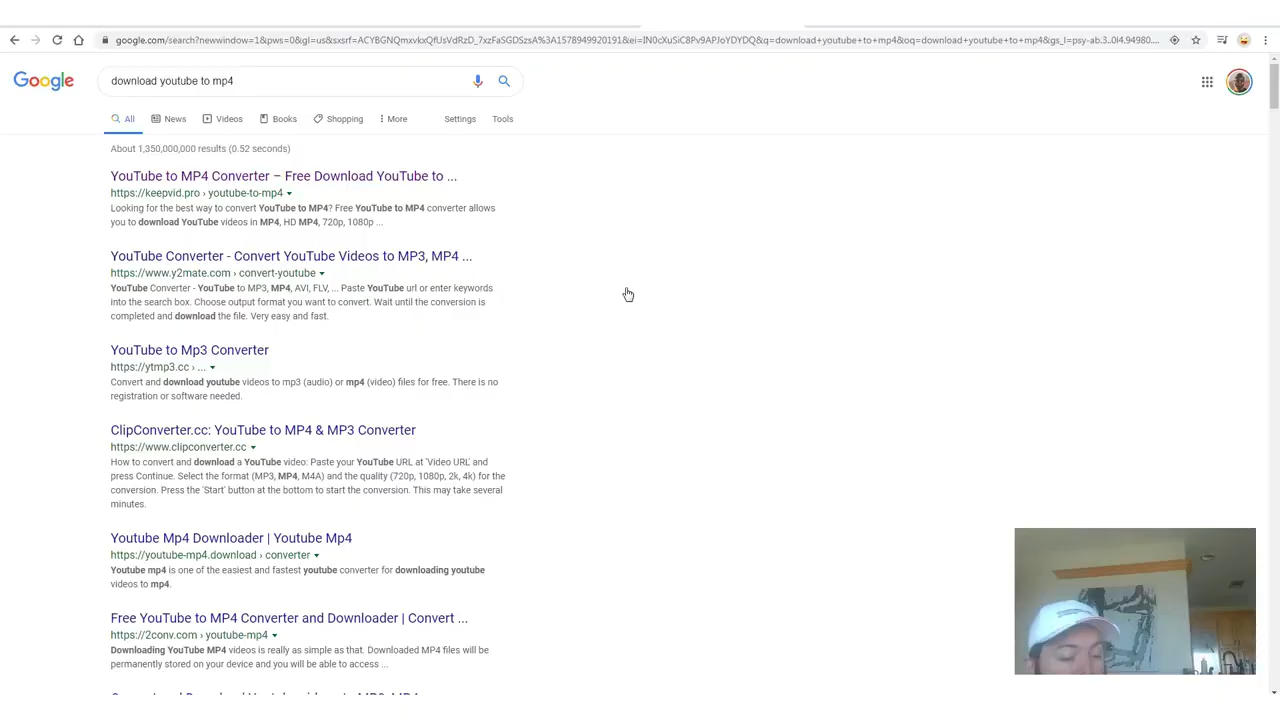 google.com/search?newwindow=1&pws=0&gl=us&sxsrf=ACYBGNQmxvkxQfUsVdRzD_7xzFaSGDSzsA%3A1578949920191&ei=IN0cXuSiC8Pv9APJoYDYDQ&q=download+youtube+to+mp4&oq=download+youtube+to+mp4&gs_l=psy-ab.3..0l4.94980....
Google
download youtube to mp4
All News Videos Books Shopping More Settings Tools
About 1,350,000,000 results (0.52 seconds)
YouTube to MP4 Converter – Free Download YouTube to ...
https://keepvid.pro › youtube-to-mp4
Looking for the best way to convert YouTube to MP4? Free YouTube to MP4 converter allows
you to download YouTube videos in MP4, HD MP4, 720p, 1080p ...
YouTube Converter - Convert YouTube Videos to MP3, MP4 ...
https://www.y2mate.com › convert-youtube
YouTube Converter - YouTube to MP3, MP4, AVI, FLV, ... Paste YouTube url or enter keywords
into the search box. Choose output format you want to convert. Wait until the conversion is
completed and download the file. Very easy and fast.
YouTube to Mp3 Converter
https://ytmp3.cc › ...
Convert and download youtube videos to mp3 (audio) or mp4 (video) files for free. There is no
registration or software needed.
ClipConverter.cc: YouTube to MP4 & MP3 Converter
https://www.clipconverter.cc
How to convert and download a YouTube video: Paste your YouTube URL at 'Video URL' and
press Continue. Select the format (MP3, MP4, M4A) and the quality (720p, 1080p, 2k, 4k) for the
conversion. Press the 'Start' button at the bottom to start the conversion. This may take several
minutes.
Youtube Mp4 Downloader | Youtube Mp4
https://youtube-mp4.download › converter
Youtube mp4 is one of the easiest and fastest youtube converter for downloading youtube
videos to mp4.
Free YouTube to MP4 Converter and Downloader | Convert ...
https://2conv.com › youtube-mp4
Downloading YouTube MP4 videos is really as simple as that. Downloaded MP4 files will be
permanently stored on your device and you will be able to access ...